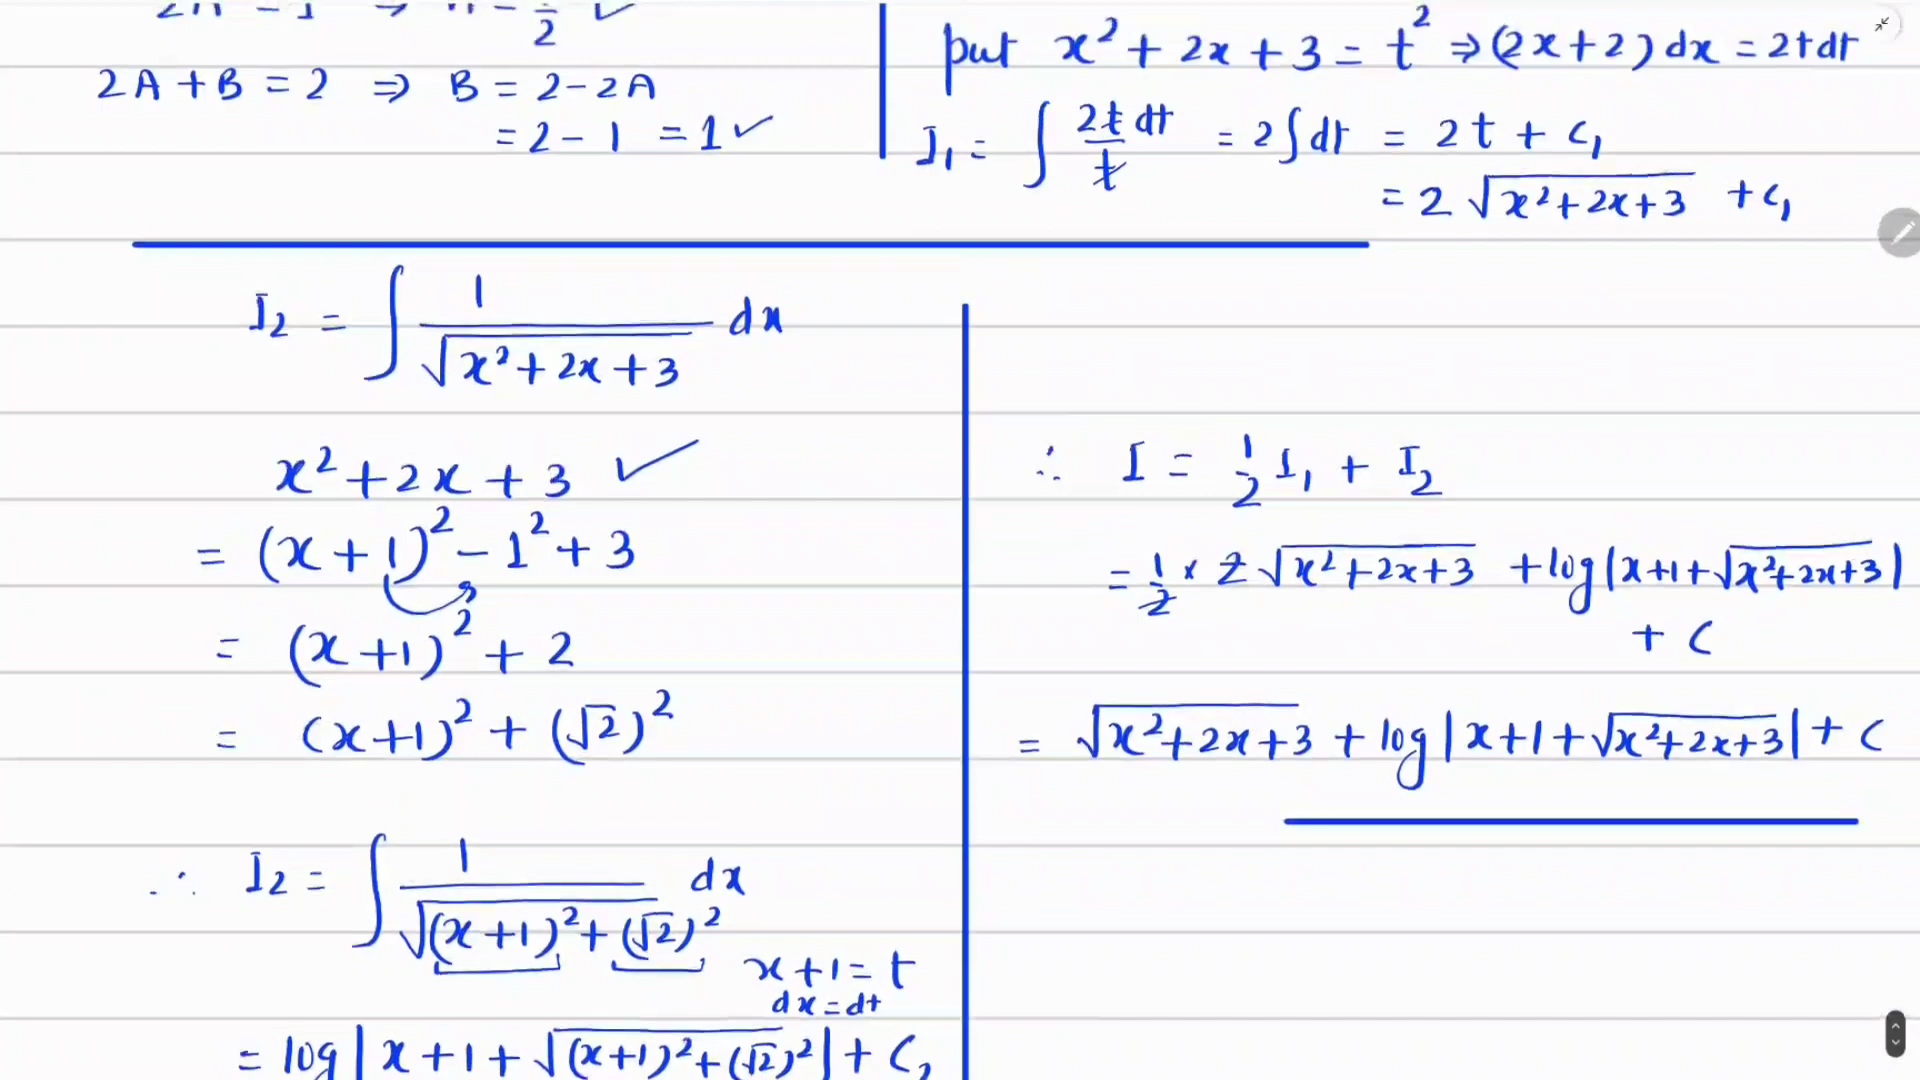 2A = 1 ⇒ A = 1/2 ✓
2A + B = 2 ⇒ B = 2 - 2A
= 2 - 1 = 1 ✓
put x² + 2x + 3 = t² ⇒ (2x + 2) dx = 2t dt
I₁ = ∫ 2t dt / t = 2∫dt = 2t + C₁
= 2 √(x² + 2x + 3) + C₁
I₂ = ∫ 1 / √(x² + 2x + 3) dx
x² + 2x + 3 ✓
= (x + 1)² - 1² + 3
= (x + 1)² + 2
= (x + 1)² + (√2)²
∴ I₂ = ∫ 1 / √((x + 1)² + (√2)²) dx
x + 1 = t
dx = dt
= log | x + 1 + √((x + 1)² + (√2)²) | + C₂
∴ I = 1/2 I₁ + I₂
= 1/2 × 2 √(x² + 2x + 3) + log | x + 1 + √(x² + 2x + 3) |
+ C
= √(x² + 2x + 3) + log | x + 1 + √(x² + 2x + 3) | + C